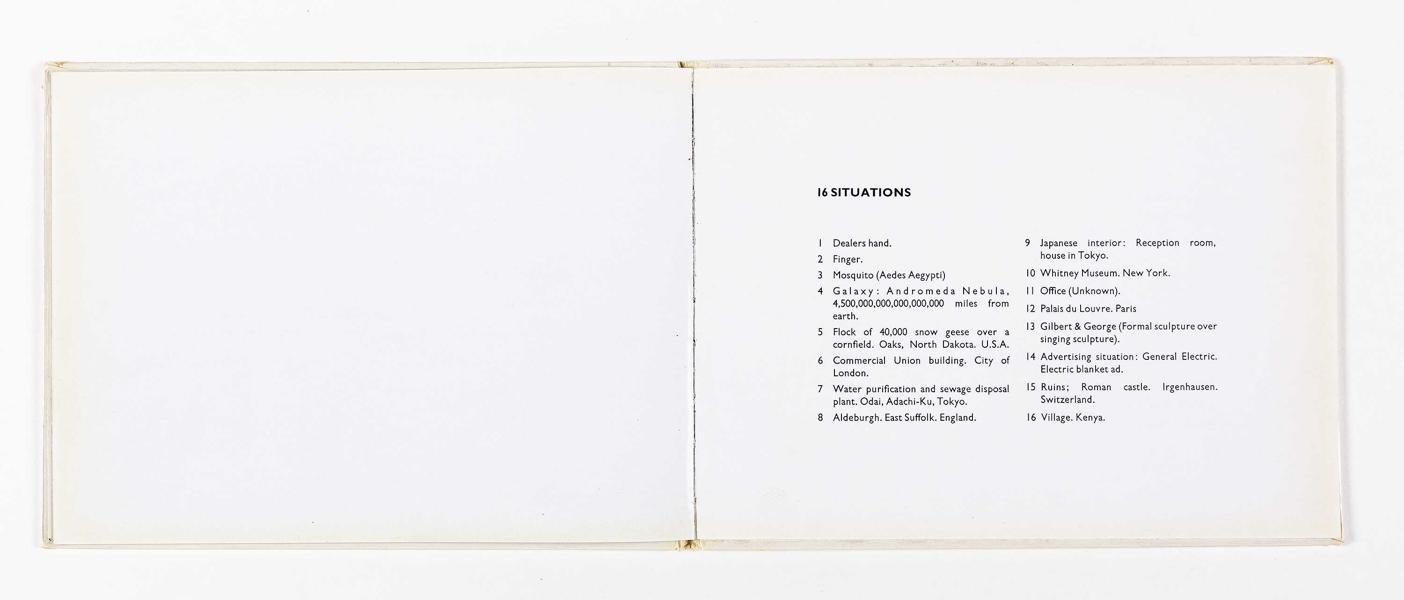 16 SITUATIONS
1 Dealers hand.
2 Finger.
3 Mosquito (Aedes Aegypti)
4 Galaxy: Andromeda Nebula,
4,500,000,000,000,000,000 miles from
earth.
5 Flock of 40,000 snow geese over a
cornfield. Oaks, North Dakota. U.S.A.
6 Commercial Union building. City of
London.
7 Water purification and sewage disposal
plant. Odai, Adachi-Ku, Tokyo.
8 Aldeburgh. East Suffolk. England.
9 Japanese interior: Reception room,
house in Tokyo.
10 Whitney Museum. New York.
11 Office (Unknown).
12 Palais du Louvre. Paris
13 Gilbert & George (Formal sculpture over
singing sculpture).
14 Advertising situation: General Electric.
Electric blanket ad.
15 Ruins; Roman castle. Irgenhausen.
Switzerland.
16 Village. Kenya.